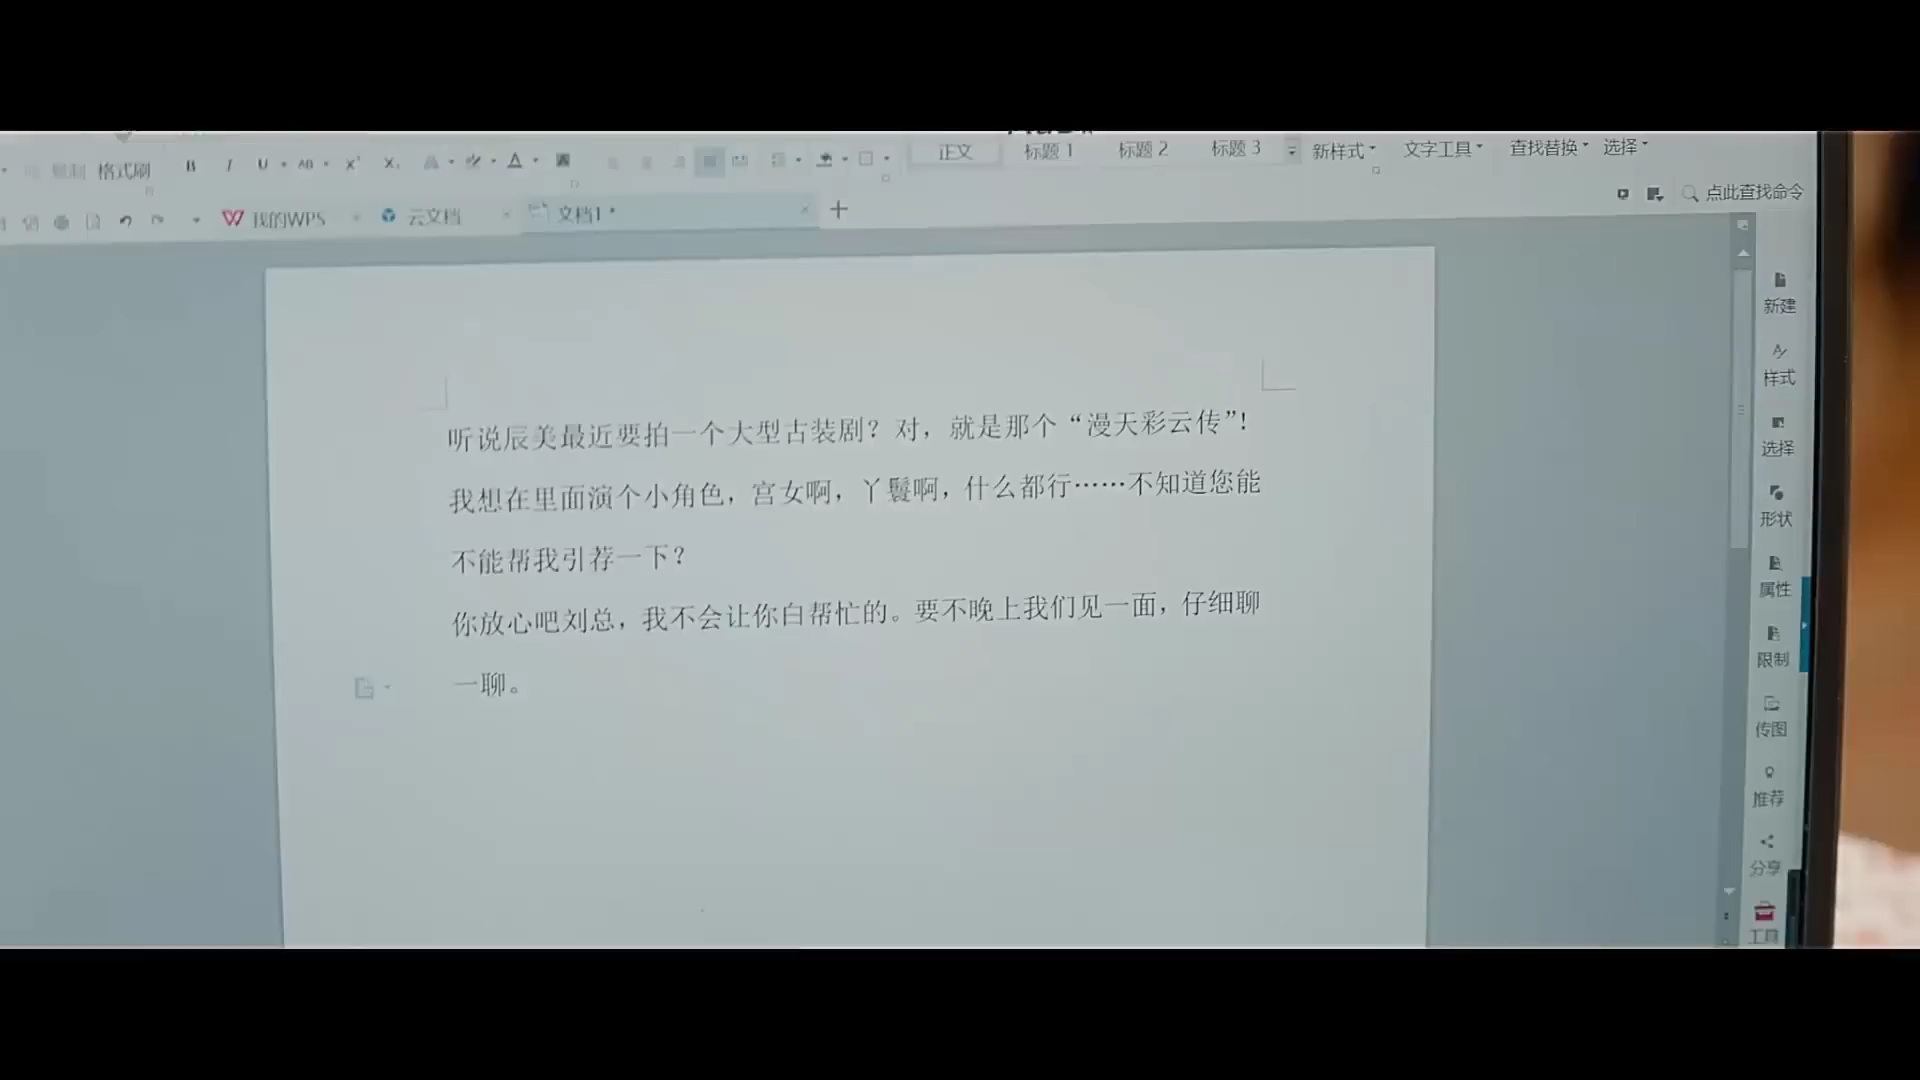 格式刷 B I U AB X² X₂ A 正文 标题 1 标题 2 标题 3 新样式 文字工具 查找替换 选择
点此查找命令
我的WPS 云文档 文档1 * +
听说辰美最近要拍一个大型古装剧？对，就是那个“漫天彩云传”！
我想在里面演个小角色，宫女啊，丫鬟啊，什么都行……不知道您能
不能帮我引荐一下？
你放心吧刘总，我不会让你白帮忙的。要不晚上我们见一面，仔细聊
一聊。
新建
样式
选择
形状
属性
限制
传图
推荐
分享
工具